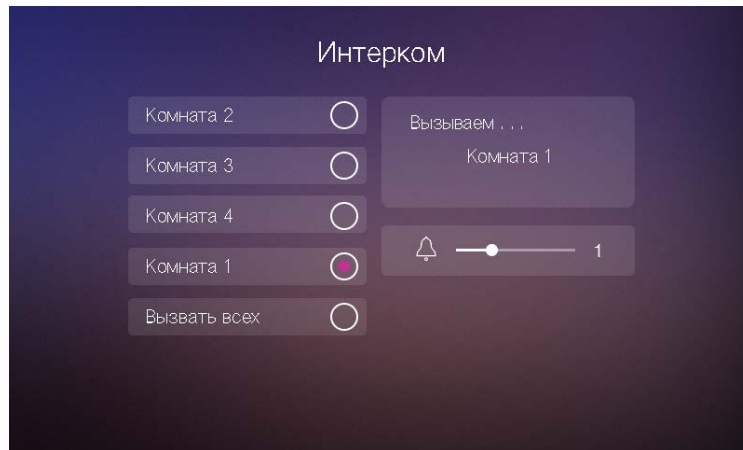 Интерком
Комната 2
Комната 3
Комната 4
Комната 1
Вызвать всех
Вызываем . . .
Комната 1
1